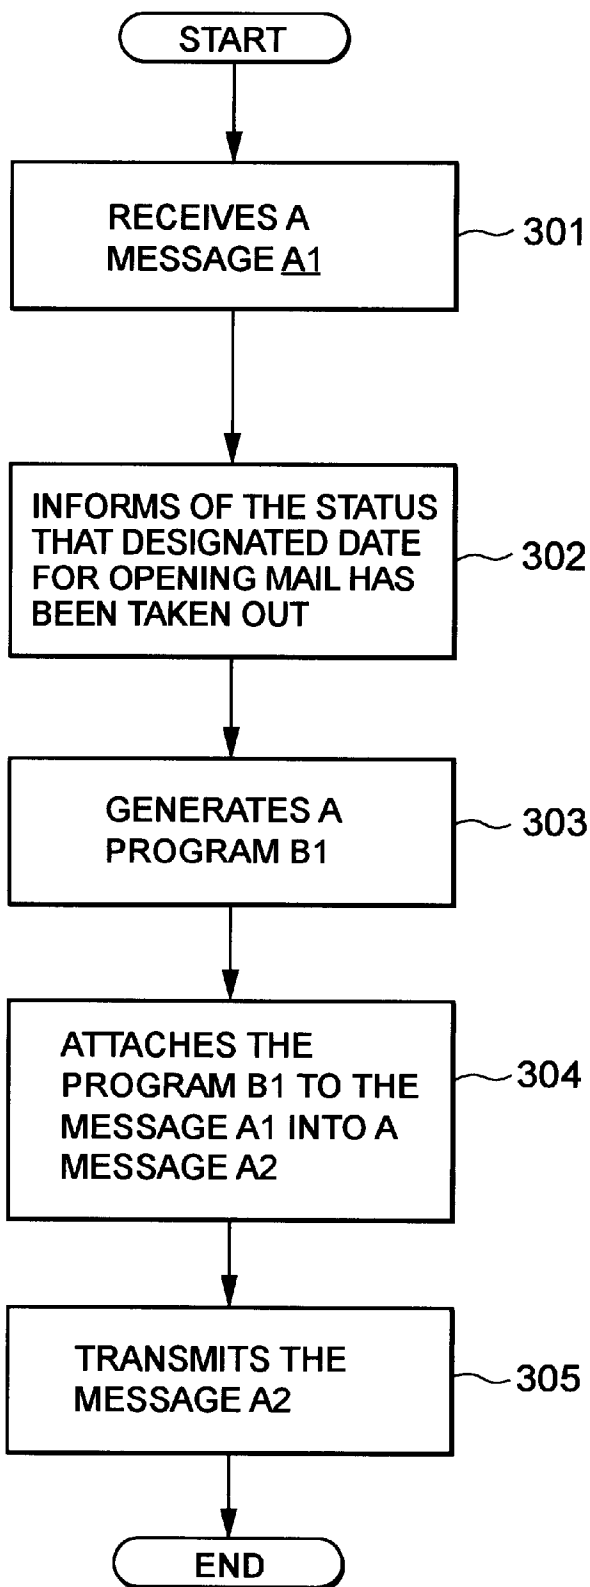 START
RECEIVES A
MESSAGE A1
301
INFORMS OF THE STATUS
THAT DESIGNATED DATE
FOR OPENING MAIL HAS
BEEN TAKEN OUT
302
GENERATES A
PROGRAM B1
303
ATTACHES THE
PROGRAM B1 TO THE
MESSAGE A1 INTO A
MESSAGE A2
304
TRANSMITS THE
MESSAGE A2
305
END